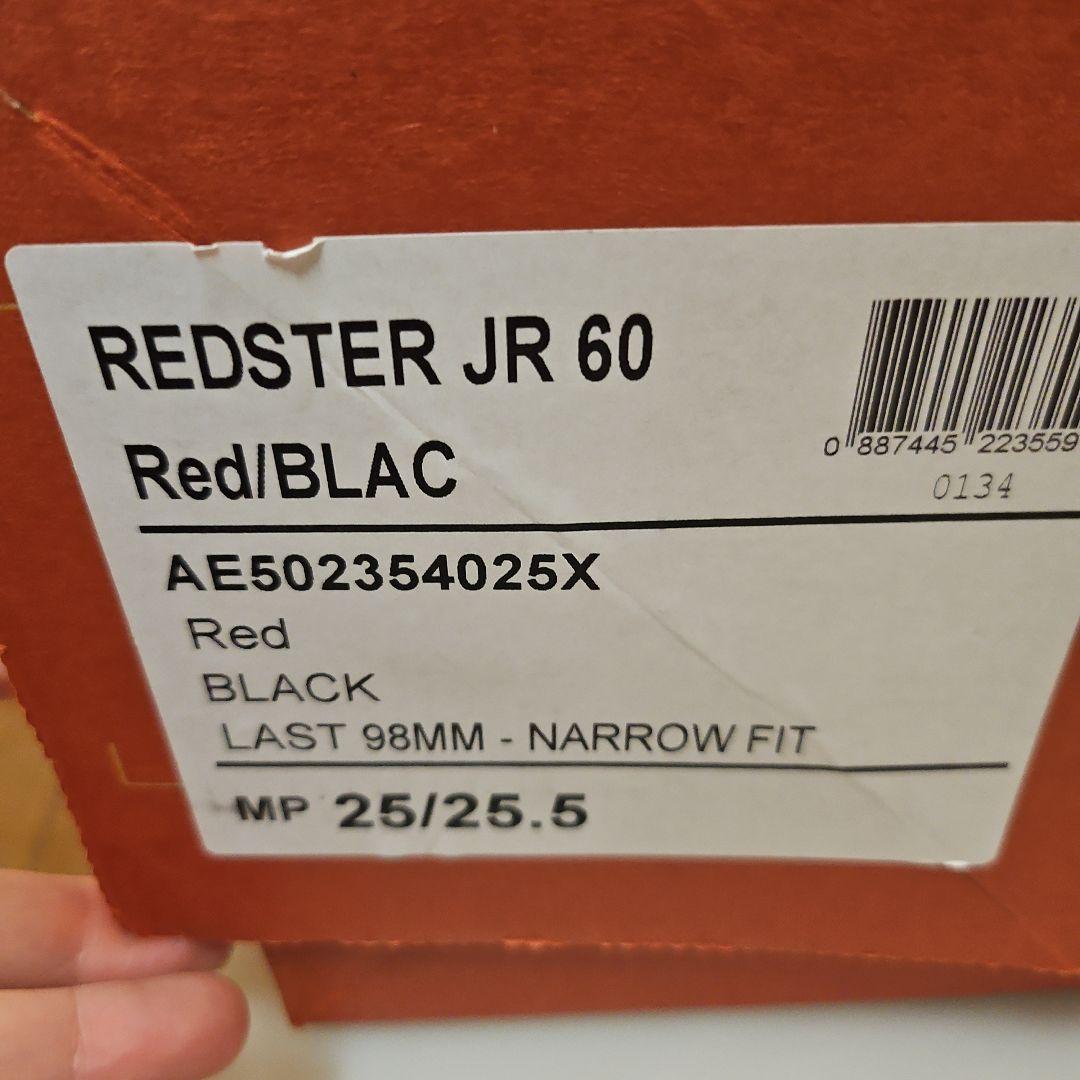 REDSTER JR 60
Red/BLAC
0 887445 223559
0134
AE502354025X
Red
BLACK
LAST 98MM - NARROW FIT
MP 25/25.5